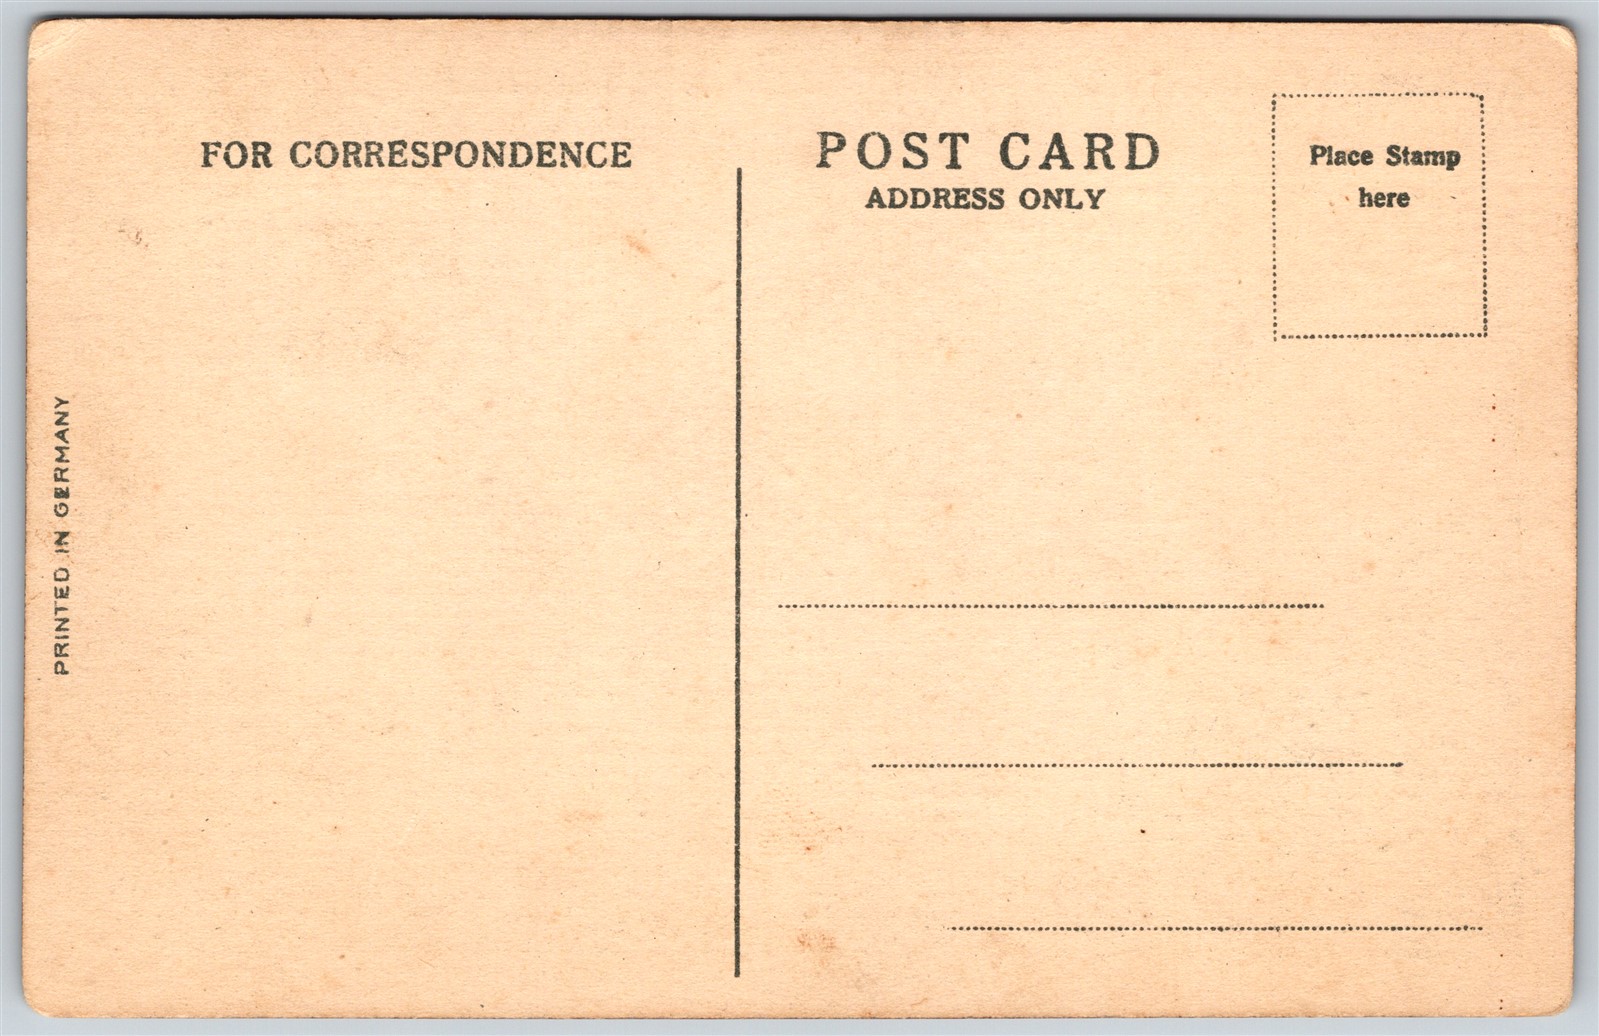 FOR CORRESPONDENCE
POST CARD
ADDRESS ONLY
Place Stamp
here
PRINTED IN GERMANY